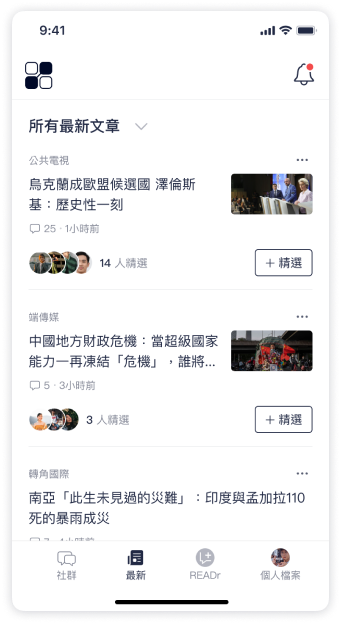 9:41
所有最新文章
公共電視
烏克蘭成歐盟候選國 澤倫斯
基：歷史性一刻
25 · 1小時前
14 人精選
+ 精選
端傳媒
中國地方財政危機：當超級國家
能力一再凍結「危機」，誰將...
5 · 3小時前
3 人精選
+ 精選
轉角國際
南亞「此生未見過的災難」：印度與孟加拉110
死的暴雨成災
社群
最新
READr
個人檔案